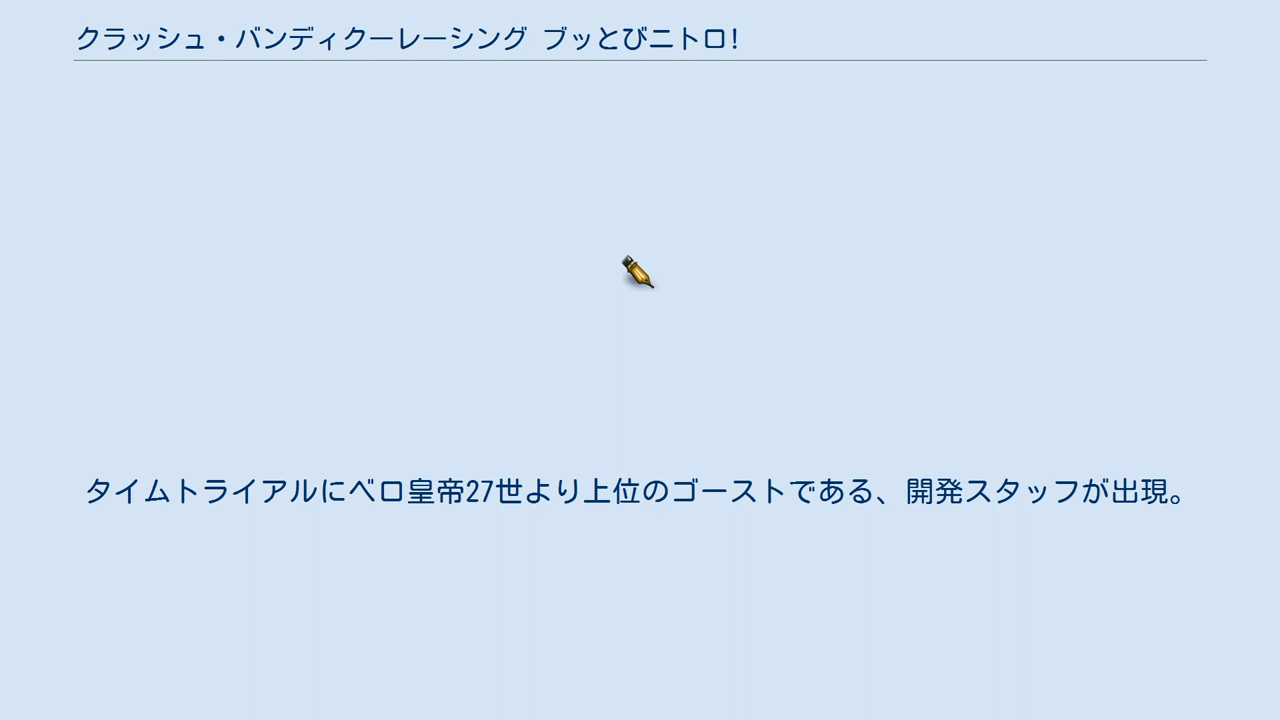 クラッシュ・バンディクーレーシング ブッとびニトロ!
タイムトライアルにベロ皇帝27世より上位のゴーストである、開発スタッフが出現。